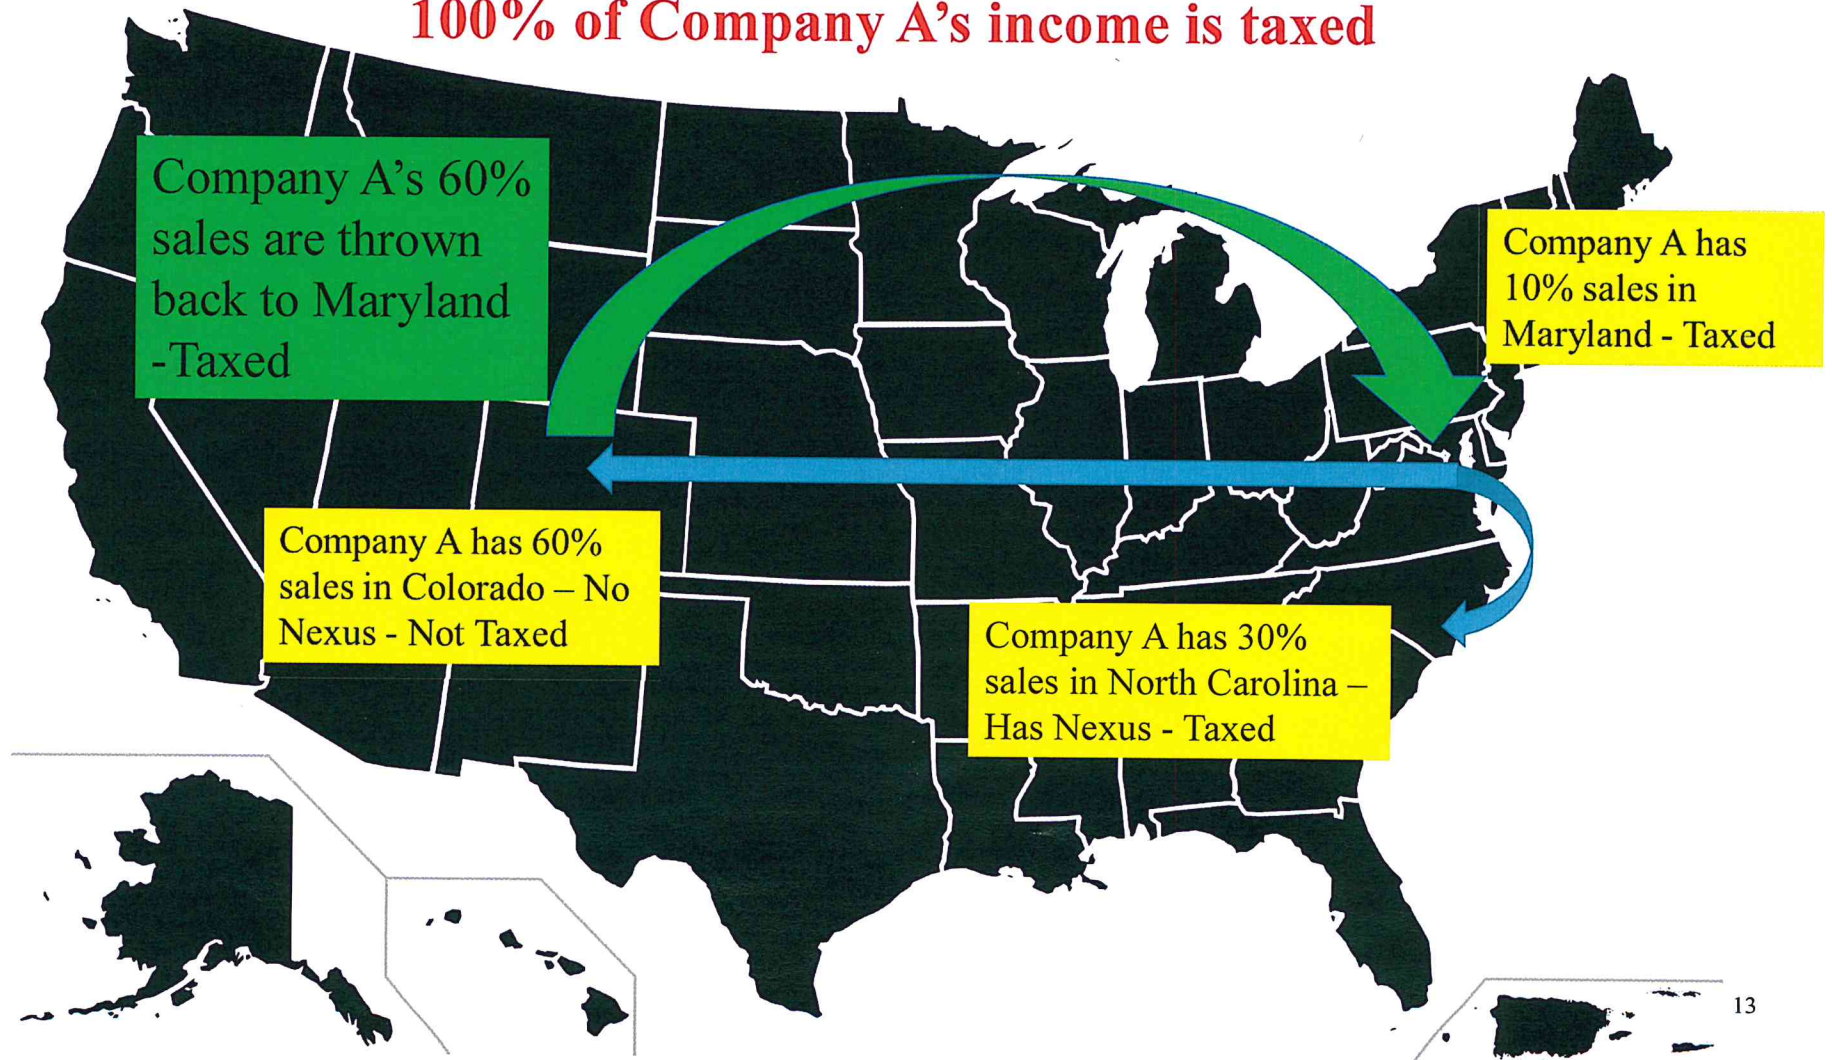 100% of Company A's income is taxed
Company A's 60%
sales are thrown
back to Maryland
-Taxed
Company A has
10% sales in
Maryland - Taxed
Company A has 60%
sales in Colorado – No
Nexus - Not Taxed
Company A has 30%
sales in North Carolina –
Has Nexus - Taxed
13